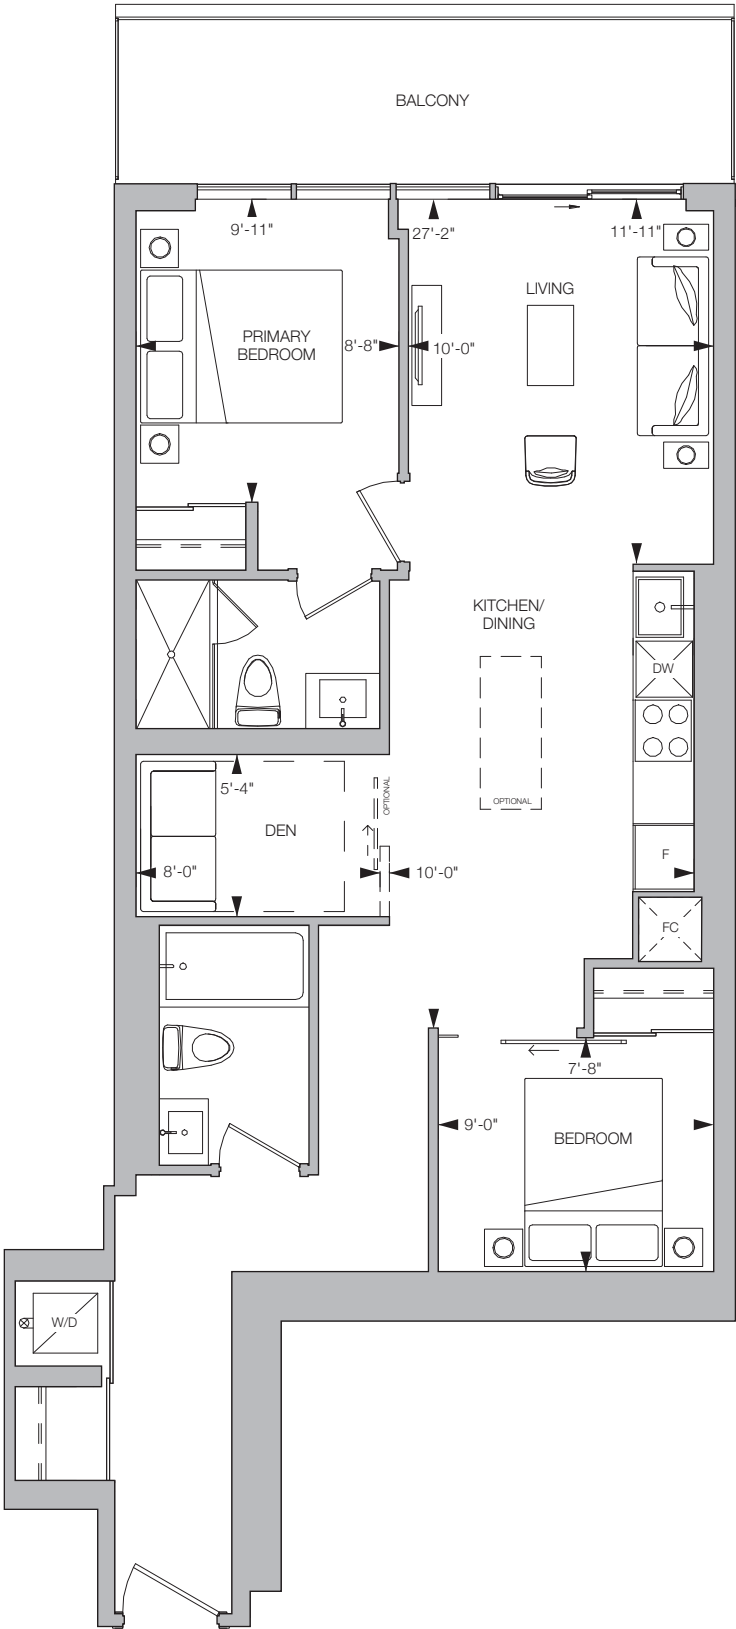 BALCONY
9'-11"
27'-2"
11'-11"
LIVING
PRIMARY
BEDROOM
8'-8"
10'-0"
KITCHEN/
DINING
DW
OPTIONAL
5'-4"
OPTIONAL
DEN
8'-0"
10'-0"
F
FC
7'-8"
9'-0"
BEDROOM
W/D